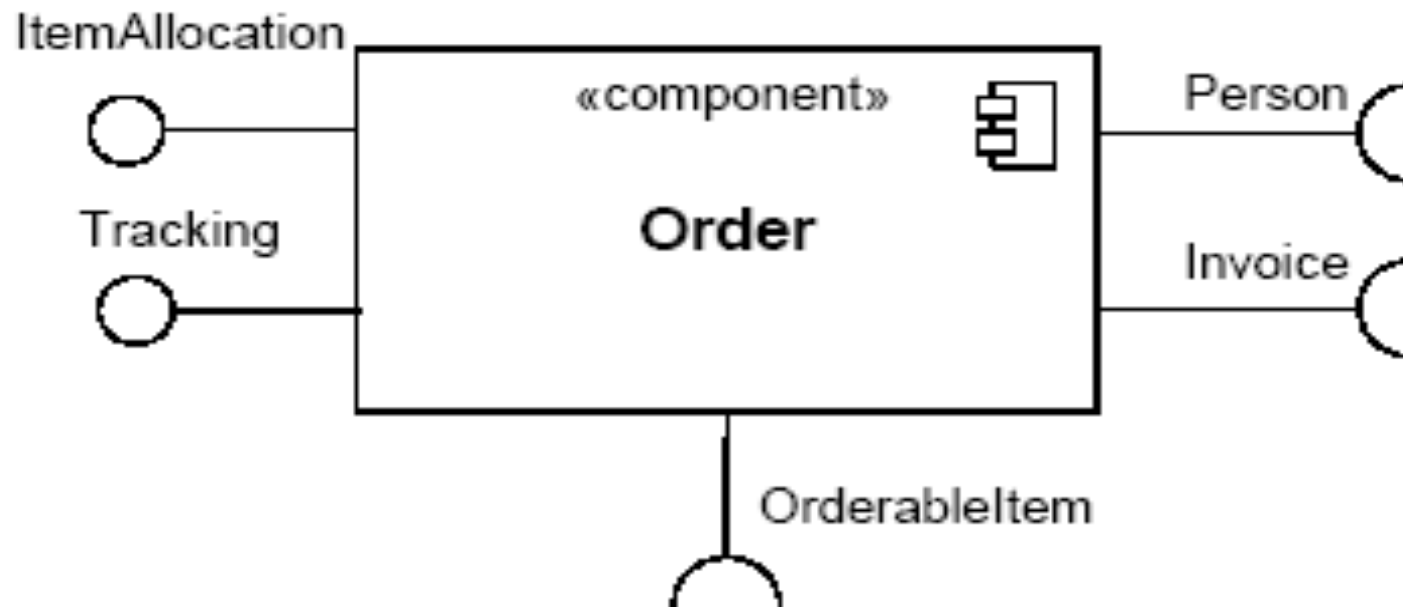 ItemAllocation
«component»
Person
Tracking
Order
Invoice
OrderableItem